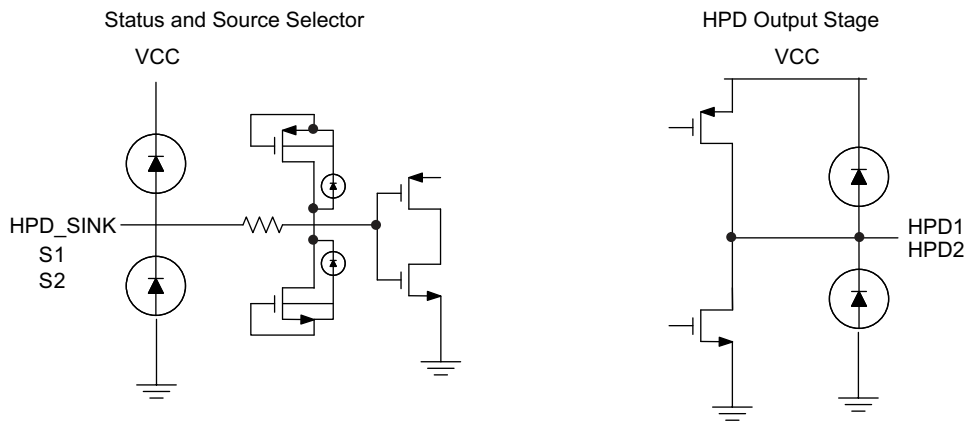 Status and Source Selector
VCC
HPD_SINK
S1
S2
HPD Output Stage
VCC
HPD1
HPD2